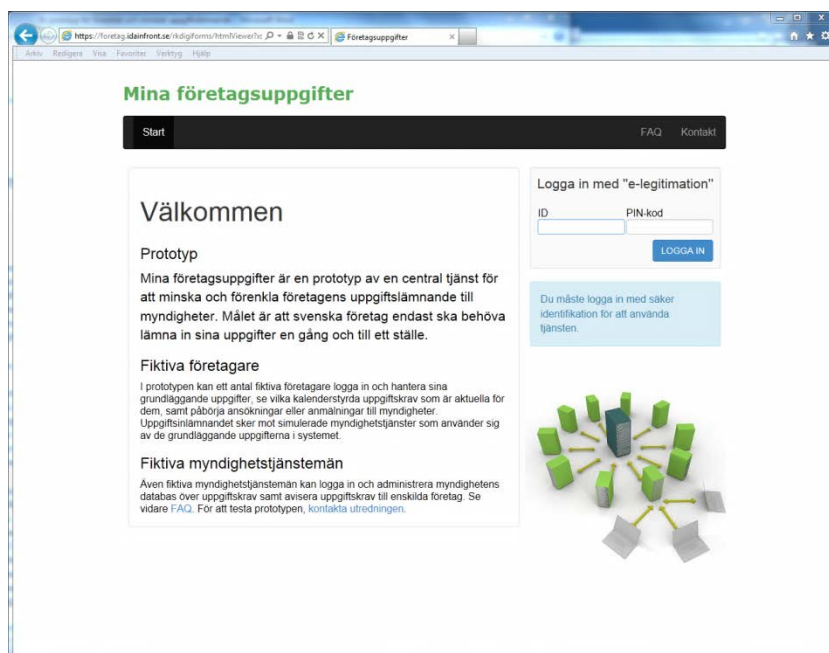 https://foretag.idainfront.se/rkdigiforms/htmlViewer?ic
Företagsuppgifter
Arkiv Redigera Visa Favoriter Verktyg Hjälp
Mina företagsuppgifter
Start FAQ Kontakt
Logga in med "e-legitimation"
ID PIN-kod
LOGGA IN
Du måste logga in med säker
identifikation för att använda
tjänsten.
Välkommen
Prototyp
Mina företagsuppgifter är en prototyp av en central tjänst för
att minska och förenkla företagens uppgiftslämnande till
myndigheter. Målet är att svenska företag endast ska behöva
lämna in sina uppgifter en gång och till ett ställe.
Fiktiva företagare
I prototypen kan ett antal fiktiva företagare logga in och hantera sina
grundläggande uppgifter, se vilka kalenderstyrda uppgiftskrav som är aktuella för
dem, samt påbörja ansökningar eller anmälningar till myndigheter.
Uppgiftsinlämnandet sker mot simulerade myndighetstjänster som använder sig
av de grundläggande uppgifterna i systemet.
Fiktiva myndighetstjänstemän
Även fiktiva myndighetstjänstemän kan logga in och administrera myndighetens
databas över uppgiftskrav samt avisera uppgiftskrav till enskilda företag. Se
vidare FAQ. För att testa prototypen, kontakta utredningen.